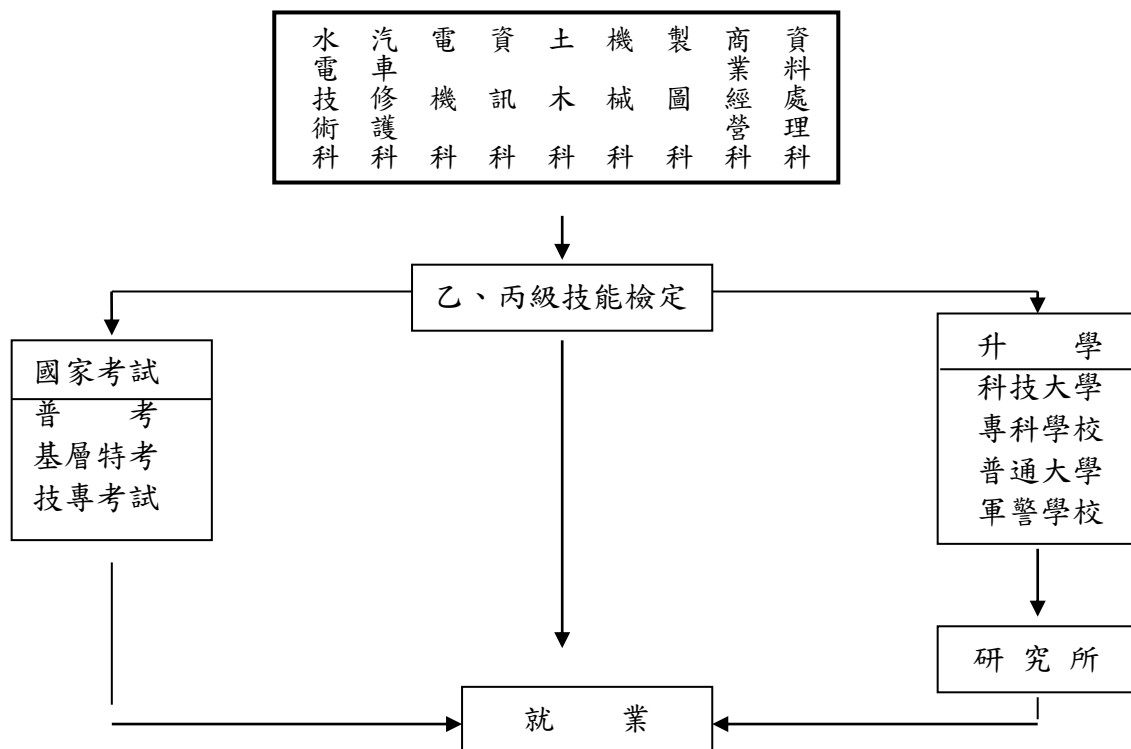 水電技術科
汽車修護科
電機科
資訊科
土木科
機械科
製圖科
商業經營科
資料處理科
乙、丙級技能檢定
國家考試
普 考
基層特考
技專考試
升 學
科技大學
專科學校
普通大學
軍警學校
研究所
就 業